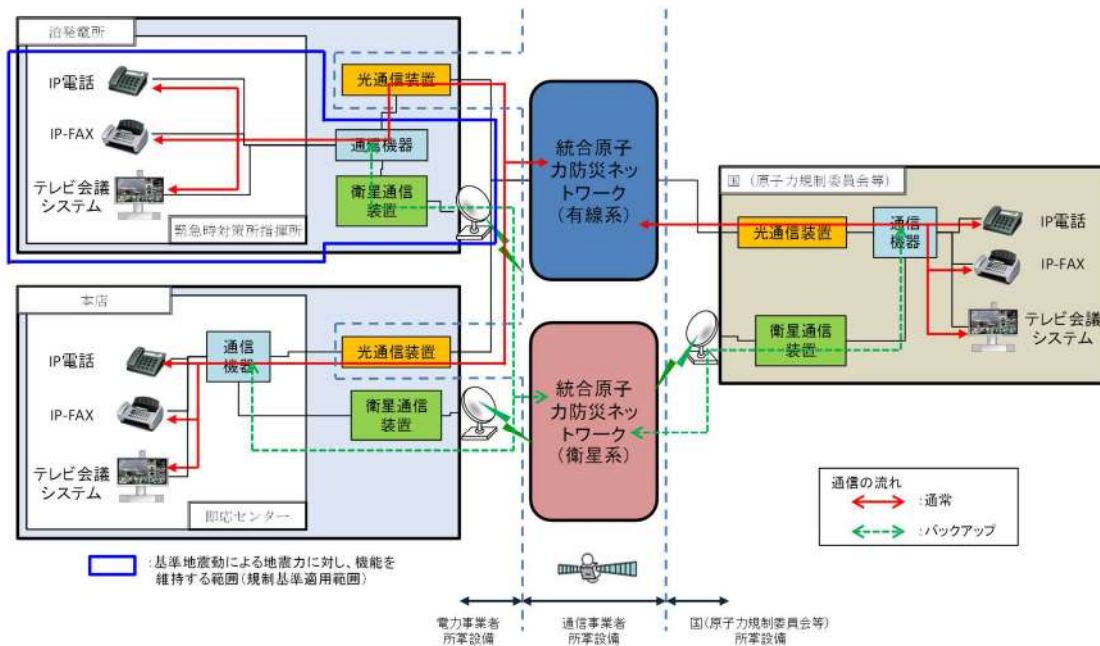 泊発電所
IP電話
IP-FAX
テレビ会議
システム
緊急時対策所指揮所
光通信装置
通信機器
衛星通信
装置
本店
IP電話
IP-FAX
テレビ会議
システム
即応センター
通信
機器
光通信装置
衛星通信
装置
統合原子
力防災ネッ
トワーク
(有線系)
統合原子
力防災ネッ
トワーク
(衛星系)
国(原子力規制委員会等)
光通信装置
通信
機器
衛星通信
装置
IP電話
IP-FAX
テレビ会議
システム
通信の流れ
:通常
:バックアップ
:基準地震動による地震力に対し、機能を
維持する範囲(規制基準適用範囲)
電力事業者
所掌設備
通信事業者
所掌設備
国(原子力規制委員会等)
所掌設備